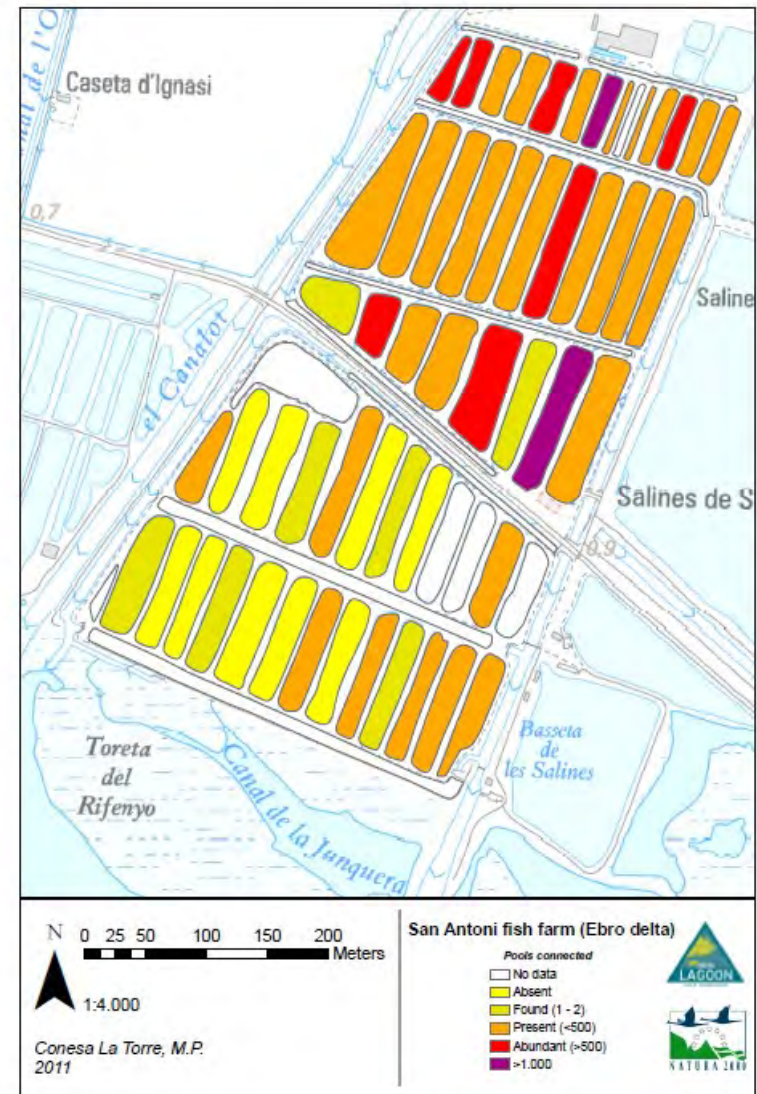 Caseta d'Ignasi
0,7
el Canalot
Saline
Salines de S
0,9
Toreta
del
Rifenyo
Canal de la Junquera
Basseta
de
les Salines
N
0 25 50 100 150 200
Meters
1:4.000
Conesa La Torre, M.P.
2011
San Antoni fish farm (Ebro delta)
Pools connected
No data
Absent
Found (1 - 2)
Present (<500)
Abundant (>500)
>1.000
LAGOON
NATURA 2000